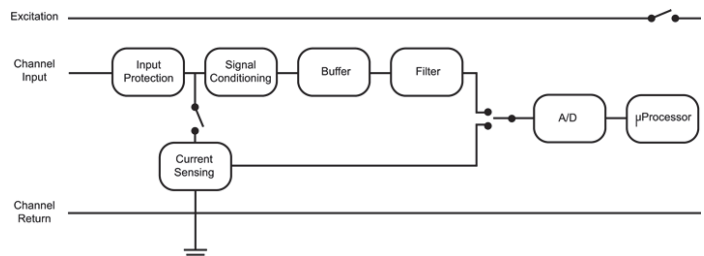 Excitation
Channel
Input
Input
Protection
Signal
Conditioning
Buffer
Filter
A/D
µProcessor
Current
Sensing
Channel
Return